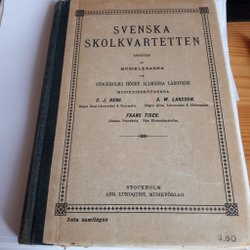 SVENSKA
SKOLKVARTETTEN
UTGIFVEN
AF
MUSIKLÄRARNA
VID
STOCKHOLMS HÖGRE ALLMÄNNA LÄROVERK
MUSIKDIREKTÖRERNA
C. J. BERG. A. W. LARSSON.
FRANS TIGER.
STOCKHOLM
ABR. LUNDQUIST, MUSIKFÖRLAG
samlingen
3.50